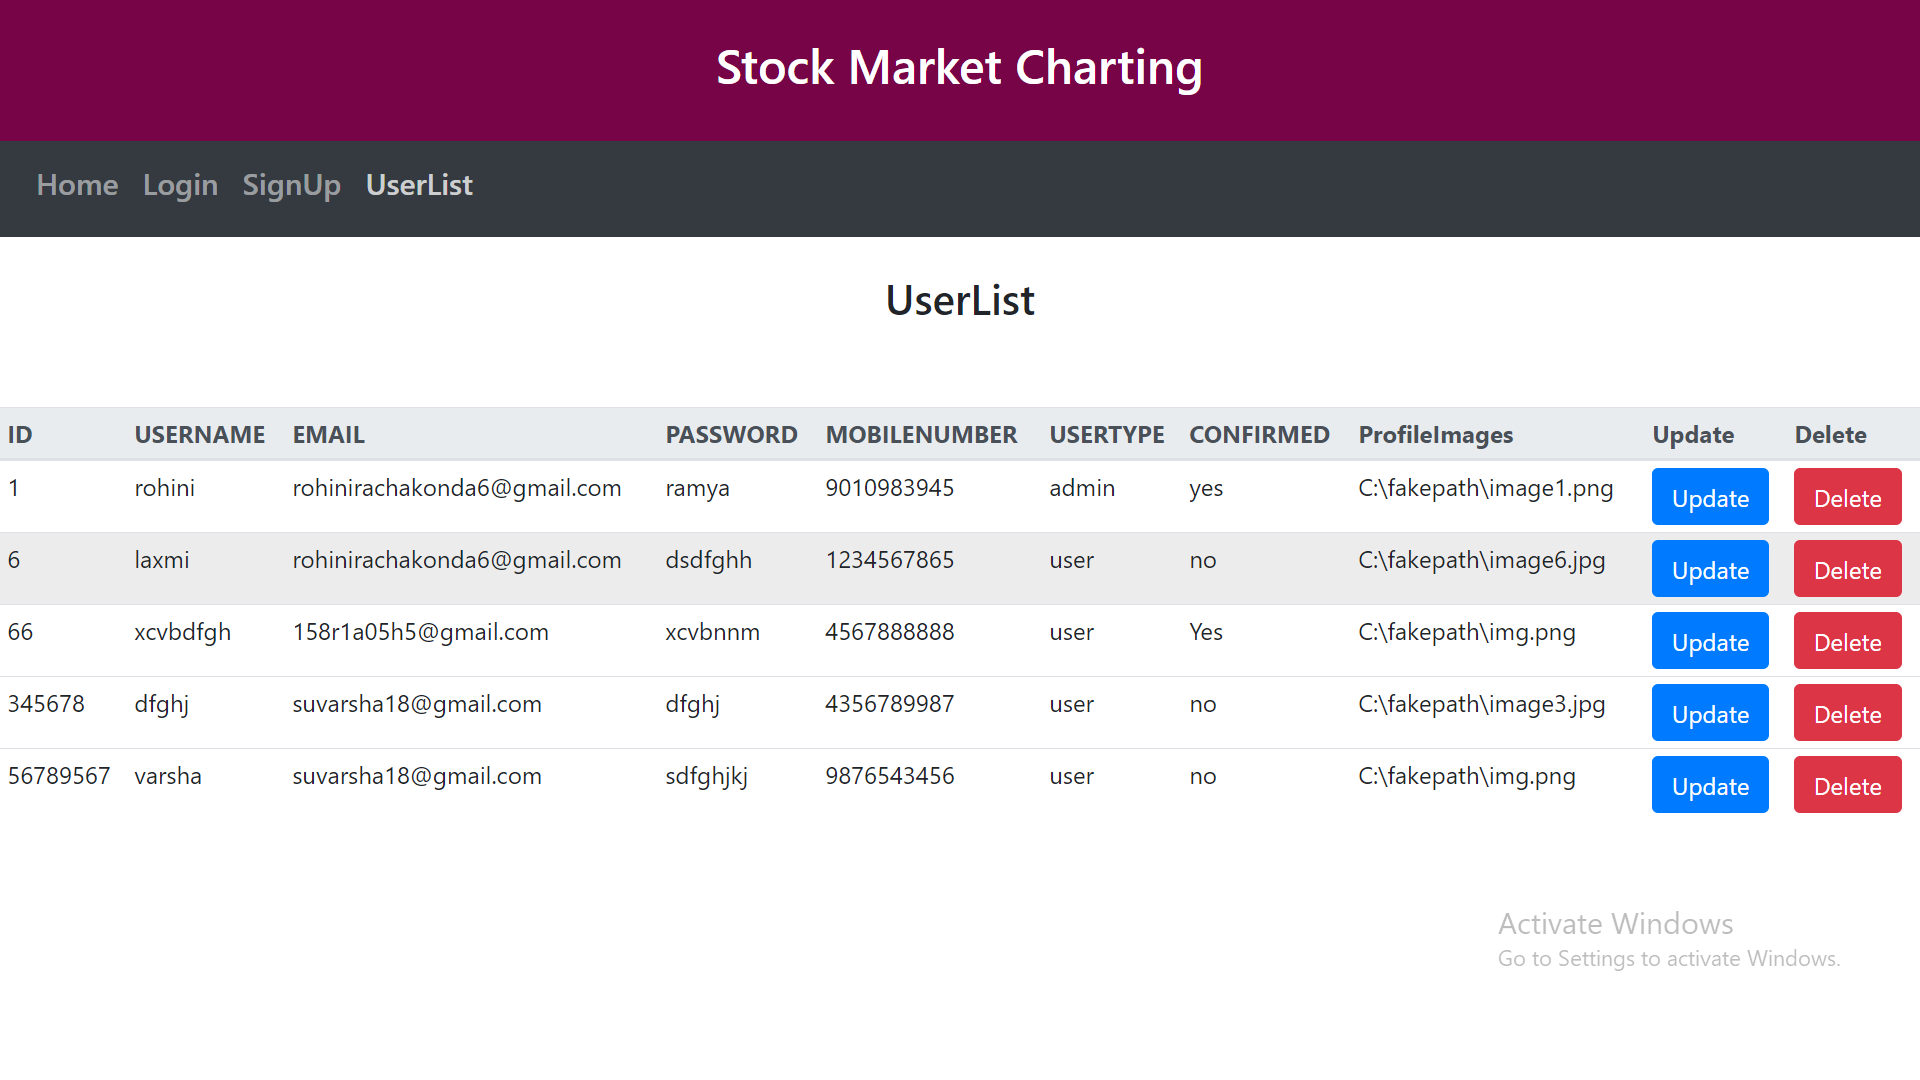 Stock Market Charting
Home Login SignUp UserList
UserList
ID USERNAME EMAIL PASSWORD MOBILENUMBER USERTYPE CONFIRMED ProfileImages Update Delete
1 rohini rohinirachakonda6@gmail.com ramya 9010983945 admin yes C:\fakepath\image1.png Update Delete
6 laxmi rohinirachakonda6@gmail.com dsdfghh 1234567865 user no C:\fakepath\image6.jpg Update Delete
66 xcvbdfgh 158r1a05h5@gmail.com xcvbnnm 4567888888 user Yes C:\fakepath\img.png Update Delete
345678 dfghj suvarsha18@gmail.com dfghj 4356789987 user no C:\fakepath\image3.jpg Update Delete
56789567 varsha suvarsha18@gmail.com sdfghjkj 9876543456 user no C:\fakepath\img.png Update Delete
Activate Windows
Go to Settings to activate Windows.